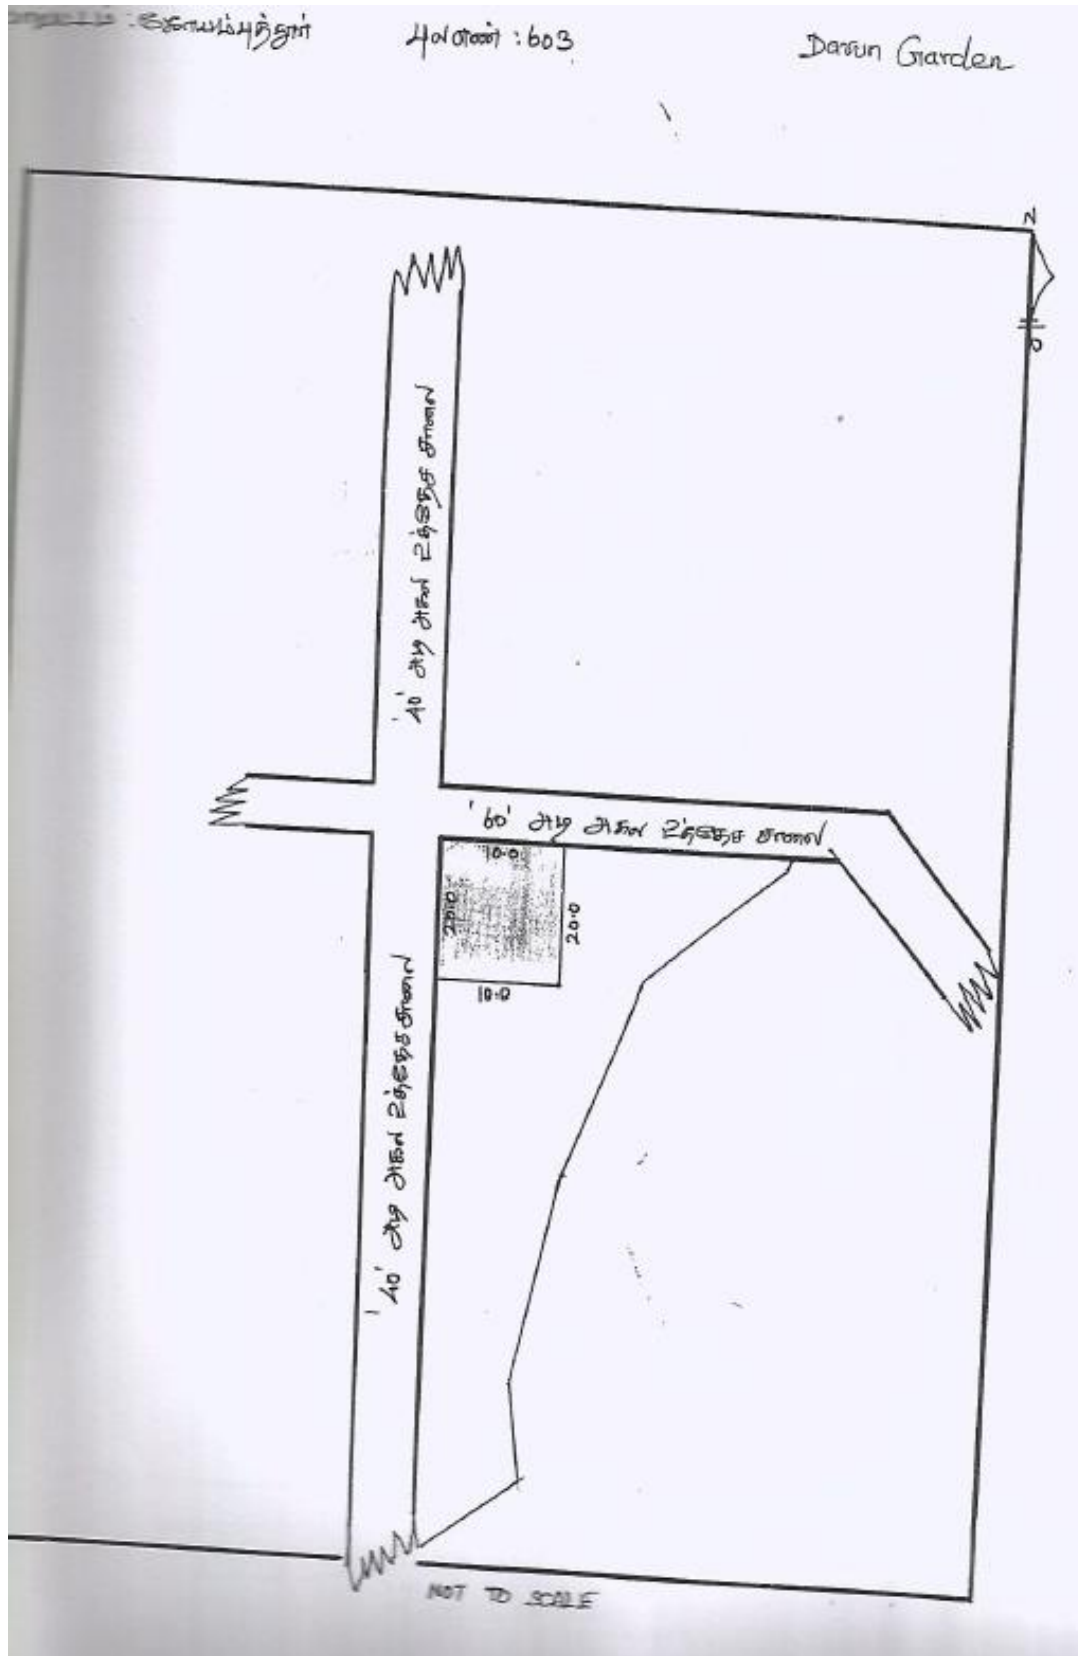 : கோயம்புத்தூர்
புலஎண் : 603
Darun Garden
N
'40' அடி அகல உத்தேச சாலை
'60' அடி அகல உத்தேச சாலை
10.0
20.0
20.0
10.0
'40' அடி அகல உத்தேச சாலை
NOT TO SCALE